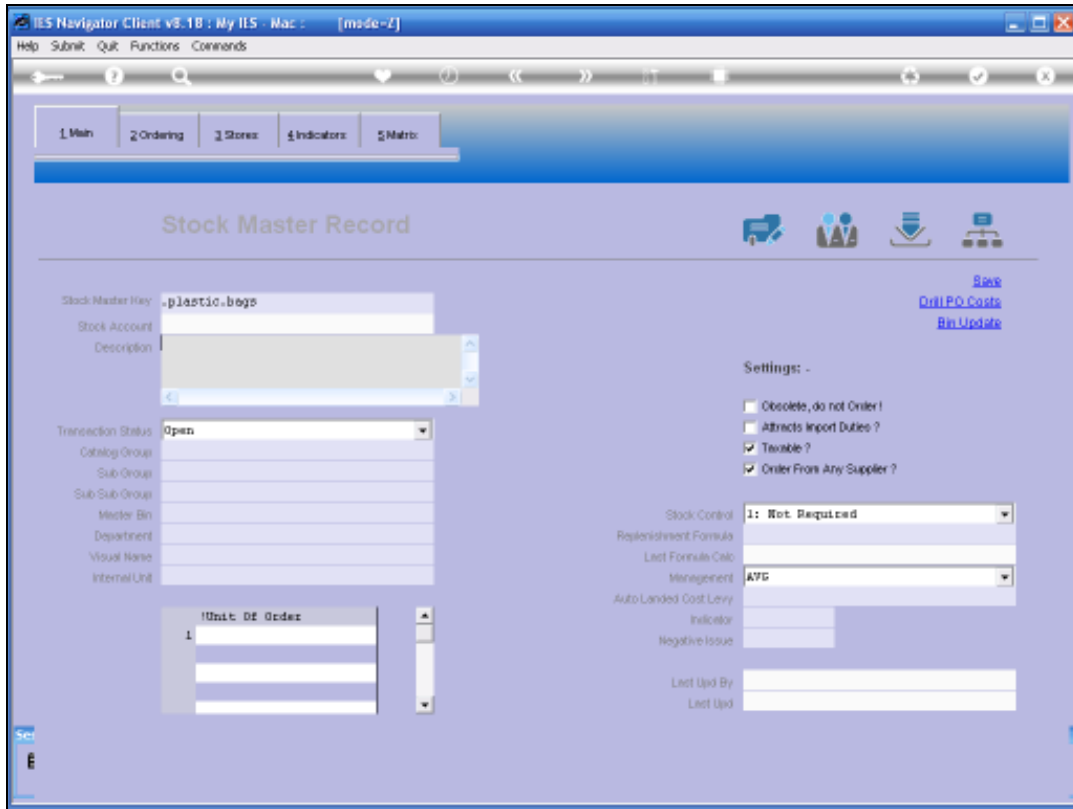 IES Navigator Client v8.1B : My IES - Mac : [mode=Z]
Help Submit Quit Functions Commands
1 Main 2 Ordering 3 Stores 4 Indicators 5 Matrix
Stock Master Record
Save
Drill PO Costs
Bin Update
Stock Master Key .plastic.bags
Stock Account
Description
Settings: -
Obsolete, do not Order !
Attracts Import Duties ?
Taxable ?
Order From Any Supplier ?
Transaction Status Open
Catalog Group
Sub Group
Sub Sub Group
Master Bin
Department
Visual Name
Internal Unit
Stock Control 1: Not Required
Replenishment Formula
Last Formula Calc
Management AVG
Auto Landed Cost Levy
Indicator
Negative Issue
!Unit Of Order
1
Last Upd By
Last Upd